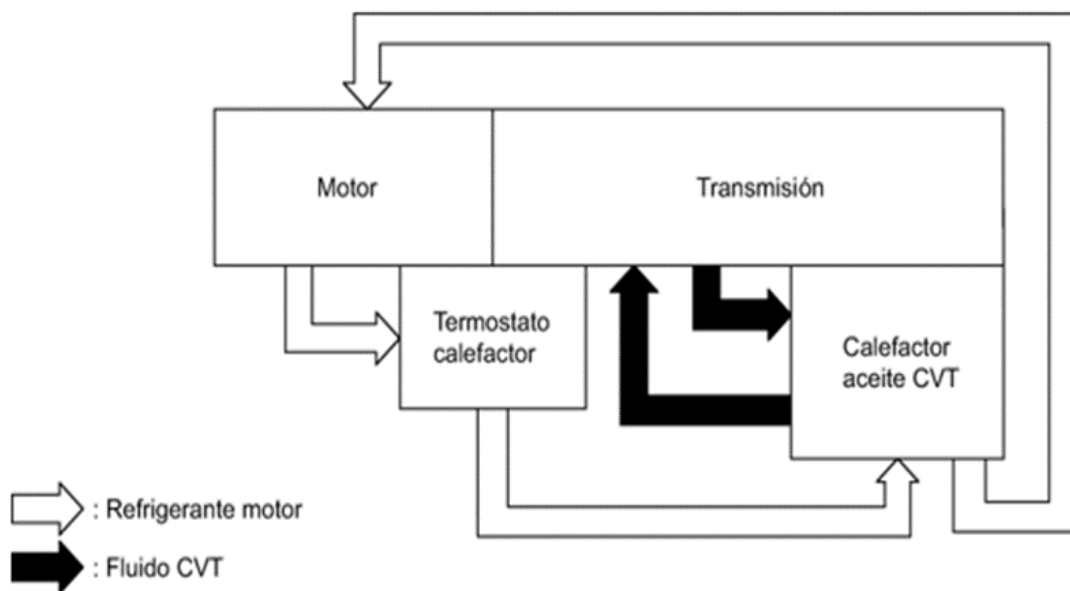 Motor
Transmisión
Termostato
calefactor
Calefactor
aceite CVT
: Refrigerante motor
: Fluido CVT